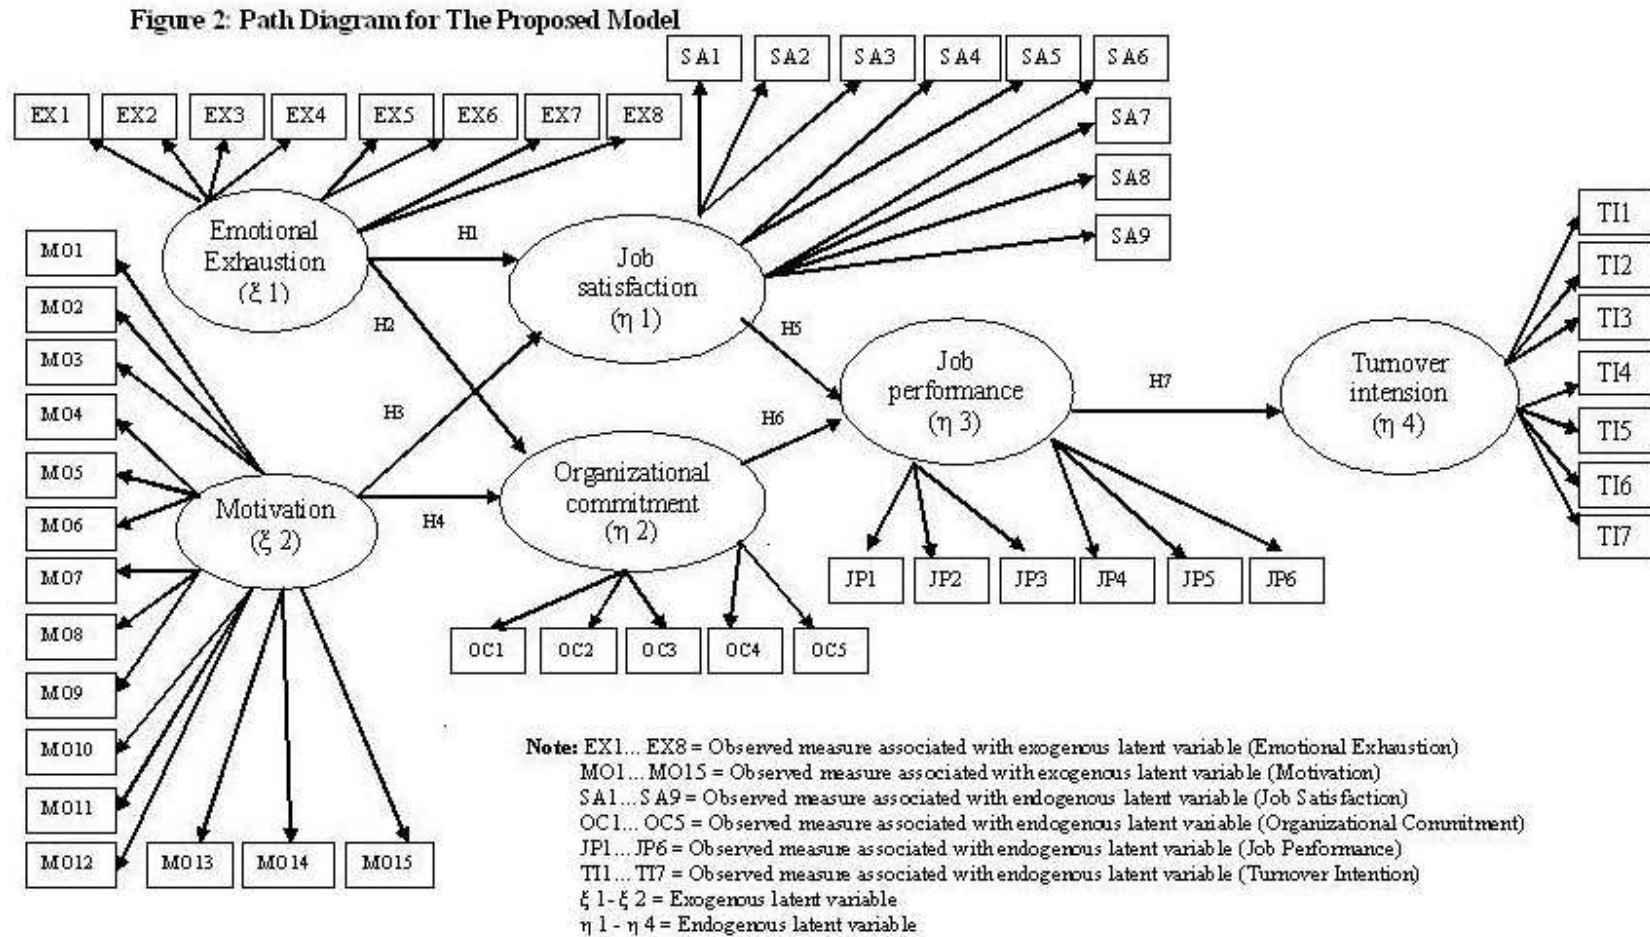 Figure 2: Path Diagram for The Proposed Model
SA1 SA2 SA3 SA4 SA5 SA6
EX1 EX2 EX3 EX4 EX5 EX6 EX7 EX8
SA7
SA8
SA9
Emotional
Exhaustion
(ξ 1)
H1
Job
satisfaction
(η 1)
TI1
TI2
TI3
TI4
TI5
TI6
TI7
MO1
MO2
MO3
MO4
MO5
MO6
MO7
MO8
MO9
MO10
MO11
MO12
H2
H3
H5
Job
performance
(η 3)
H7
Turnover
intension
(η 4)
H6
Motivation
(ξ 2)
H4
Organizational
commitment
(η 2)
JP1 JP2 JP3 JP4 JP5 JP6
OC1 OC2 OC3 OC4 OC5
MO13 MO14 MO15
Note: EX1... EX8 = Observed measure associated with exogenous latent variable (Emotional Exhaustion)
MO1... MO15 = Observed measure associated with exogenous latent variable (Motivation)
SA1... SA9 = Observed measure associated with endogenous latent variable (Job Satisfaction)
OC1... OC5 = Observed measure associated with endogenous latent variable (Organizational Commitment)
JP1... JP6 = Observed measure associated with endogenous latent variable (Job Performance)
TI1... TI7 = Observed measure associated with endogenous latent variable (Turnover Intention)
ξ 1- ξ 2 = Exogenous latent variable
η 1 - η 4 = Endogenous latent variable